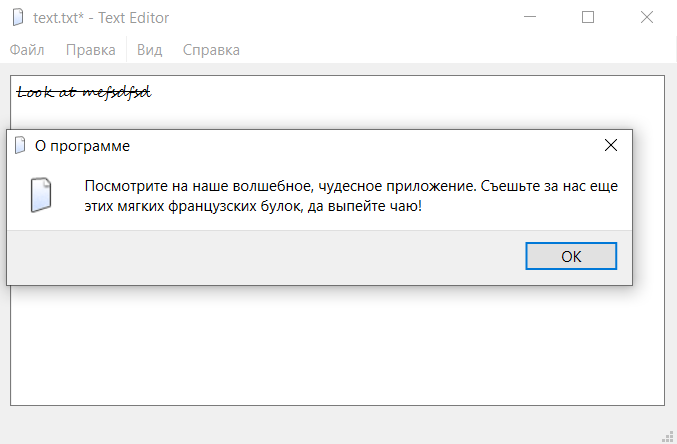 text.txt* - Text Editor
Файл Правка Вид Справка
Look at mefsdfsd
О программе
Посмотрите на наше волшебное, чудесное приложение. Съешьте за нас еще
этих мягких французских булок, да выпейте чаю!
OK